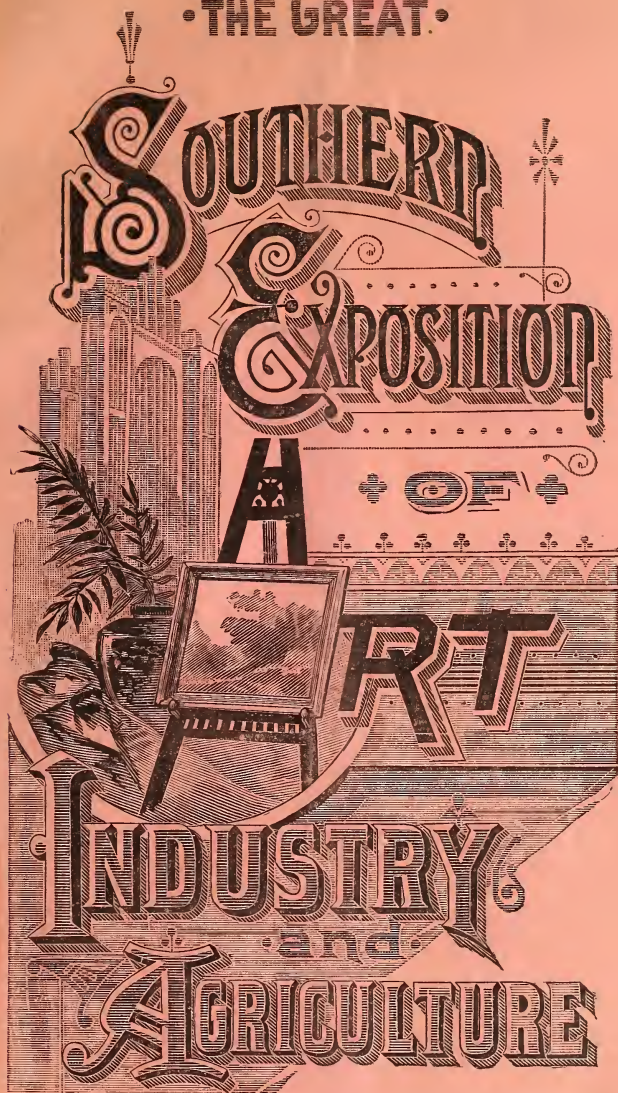 •THE GREAT•
SOUTHERN
EXPOSITION
OF
ART
INDUSTRY
•and•
AGRICULTURE